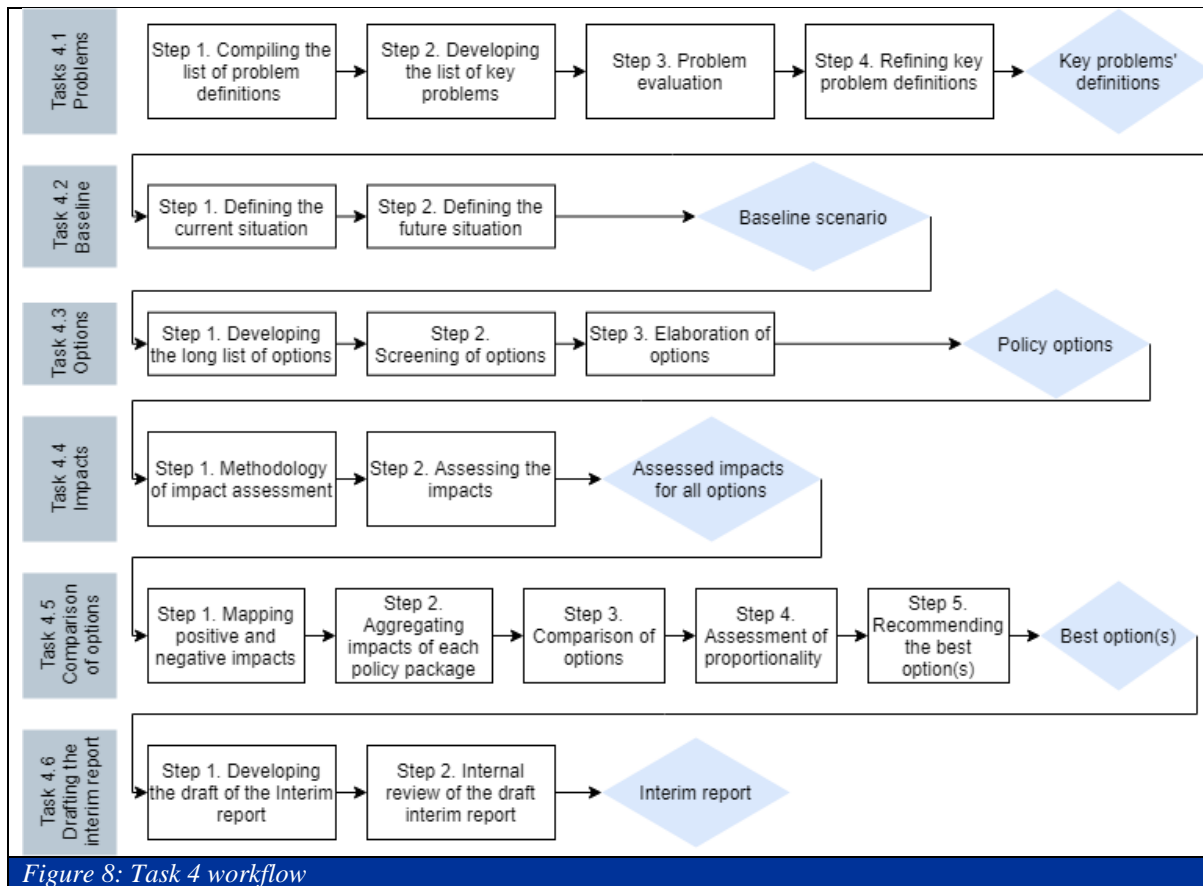 Tasks 4.1
Problems
Step 1. Compiling the
list of problem
definitions
Step 2. Developing
the list of key
problems
Step 3. Problem
evaluation
Step 4. Refining key
problem definitions
Key problems'
definitions
Task 4.2
Baseline
Step 1. Defining the
current situation
Step 2. Defining the
future situation
Baseline scenario
Task 4.3
Options
Step 1. Developing
the long list of options
Step 2.
Screening of options
Step 3. Elaboration of
options
Policy options
Task 4.4
Impacts
Step 1. Methodology
of impact assessment
Step 2. Assessing the
impacts
Assessed impacts
for all options
Task 4.5
Comparison
of options
Step 1. Mapping
positive and
negative impacts
Step 2.
Aggregating
impacts of each
policy package
Step 3.
Comparison of
options
Step 4.
Assessment of
proportionality
Step 5.
Recommending
the best
option(s)
Best option(s)
Task 4.6
Drafting the
interim report
Step 1. Developing
the draft of the Interim
report
Step 2. Internal
review of the draft
interim report
Interim report
Figure 8: Task 4 workflow